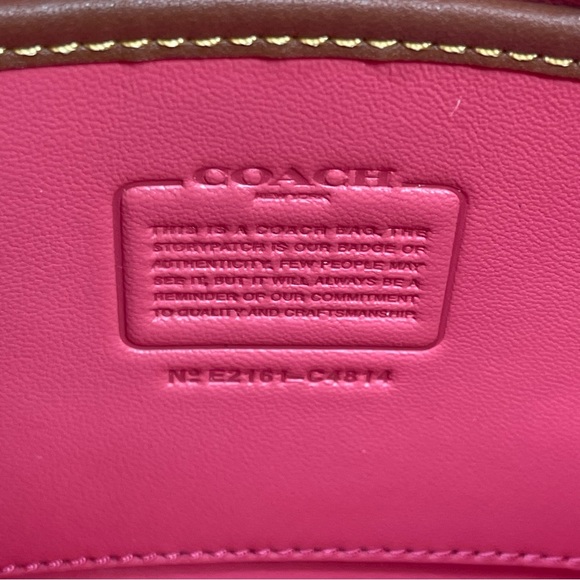 COACH
NEW YORK
THIS IS A COACH BAG. THE
STORYPATCH IS OUR BADGE OF
AUTHENTICITY. FEW PEOPLE MAY
SEE IT, BUT IT WILL ALWAYS BE A
REMINDER OF OUR COMMITMENT
TO QUALITY AND CRAFTSMANSHIP.
Nº E2161-C4814